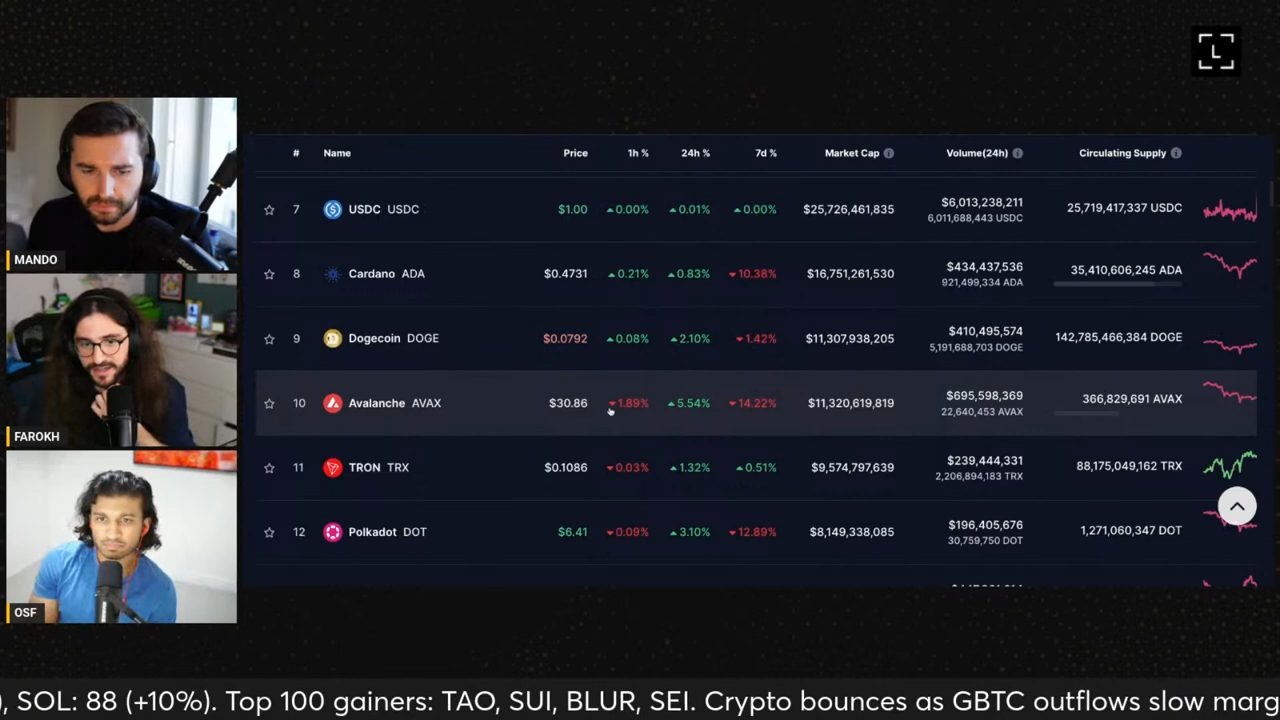 L
# Name Price 1h % 24h % 7d % Market Cap Volume(24h) Circulating Supply
7 USDC USDC $1.00 0.00% 0.01% 0.00% $25,726,461,835 $6,013,238,211 25,719,417,337 USDC
6,011,688,443 USDC
8 Cardano ADA $0.4731 0.21% 0.83% 10.38% $16,751,261,530 $434,437,536 35,410,606,245 ADA
921,499,334 ADA
9 Dogecoin DOGE $0.0792 0.08% 2.10% 1.42% $11,307,938,205 $410,495,574 142,785,466,384 DOGE
5,191,688,703 DOGE
10 Avalanche AVAX $30.86 1.89% 5.54% 14.22% $11,320,619,819 $695,598,369 366,829,691 AVAX
22,640,453 AVAX
11 TRON TRX $0.1086 0.03% 1.32% 0.51% $9,574,797,639 $239,444,331 88,175,049,162 TRX
2,206,894,183 TRX
12 Polkadot DOT $6.41 0.09% 3.10% 12.89% $8,149,338,085 $196,405,676 1,271,060,347 DOT
30,759,750 DOT
MANDO
FAROKH
OSF
), SOL: 88 (+10%). Top 100 gainers: TAO, SUI, BLUR, SEI. Crypto bounces as GBTC outflows slow marg